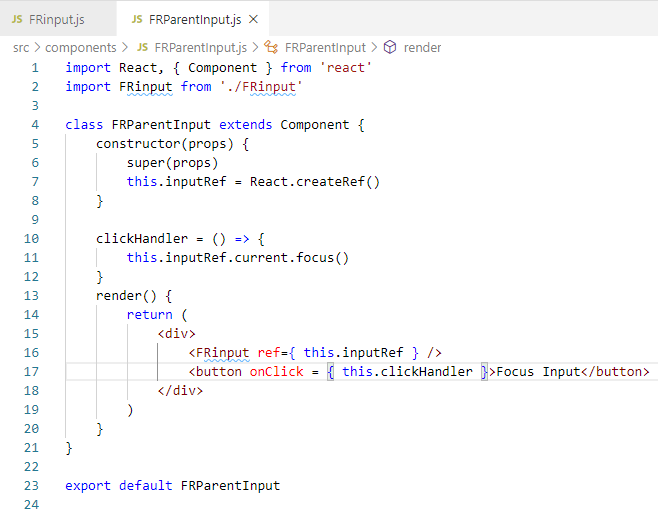 JS FRinput.js JS FRParentInput.js ×
src > components > JS FRParentInput.js > FRParentInput > render
1 import React, { Component } from 'react'
2 import FRinput from './FRinput'
3
4 class FRParentInput extends Component {
5     constructor(props) {
6         super(props)
7         this.inputRef = React.createRef()
8     }
9
10     clickHandler = () => {
11         this.inputRef.current.focus()
12     }
13     render() {
14         return (
15             <div>
16                 <FRinput ref={ this.inputRef } />
17                 <button onClick = { this.clickHandler }>Focus Input</button>
18             </div>
19         )
20     }
21 }
22
23 export default FRParentInput
24